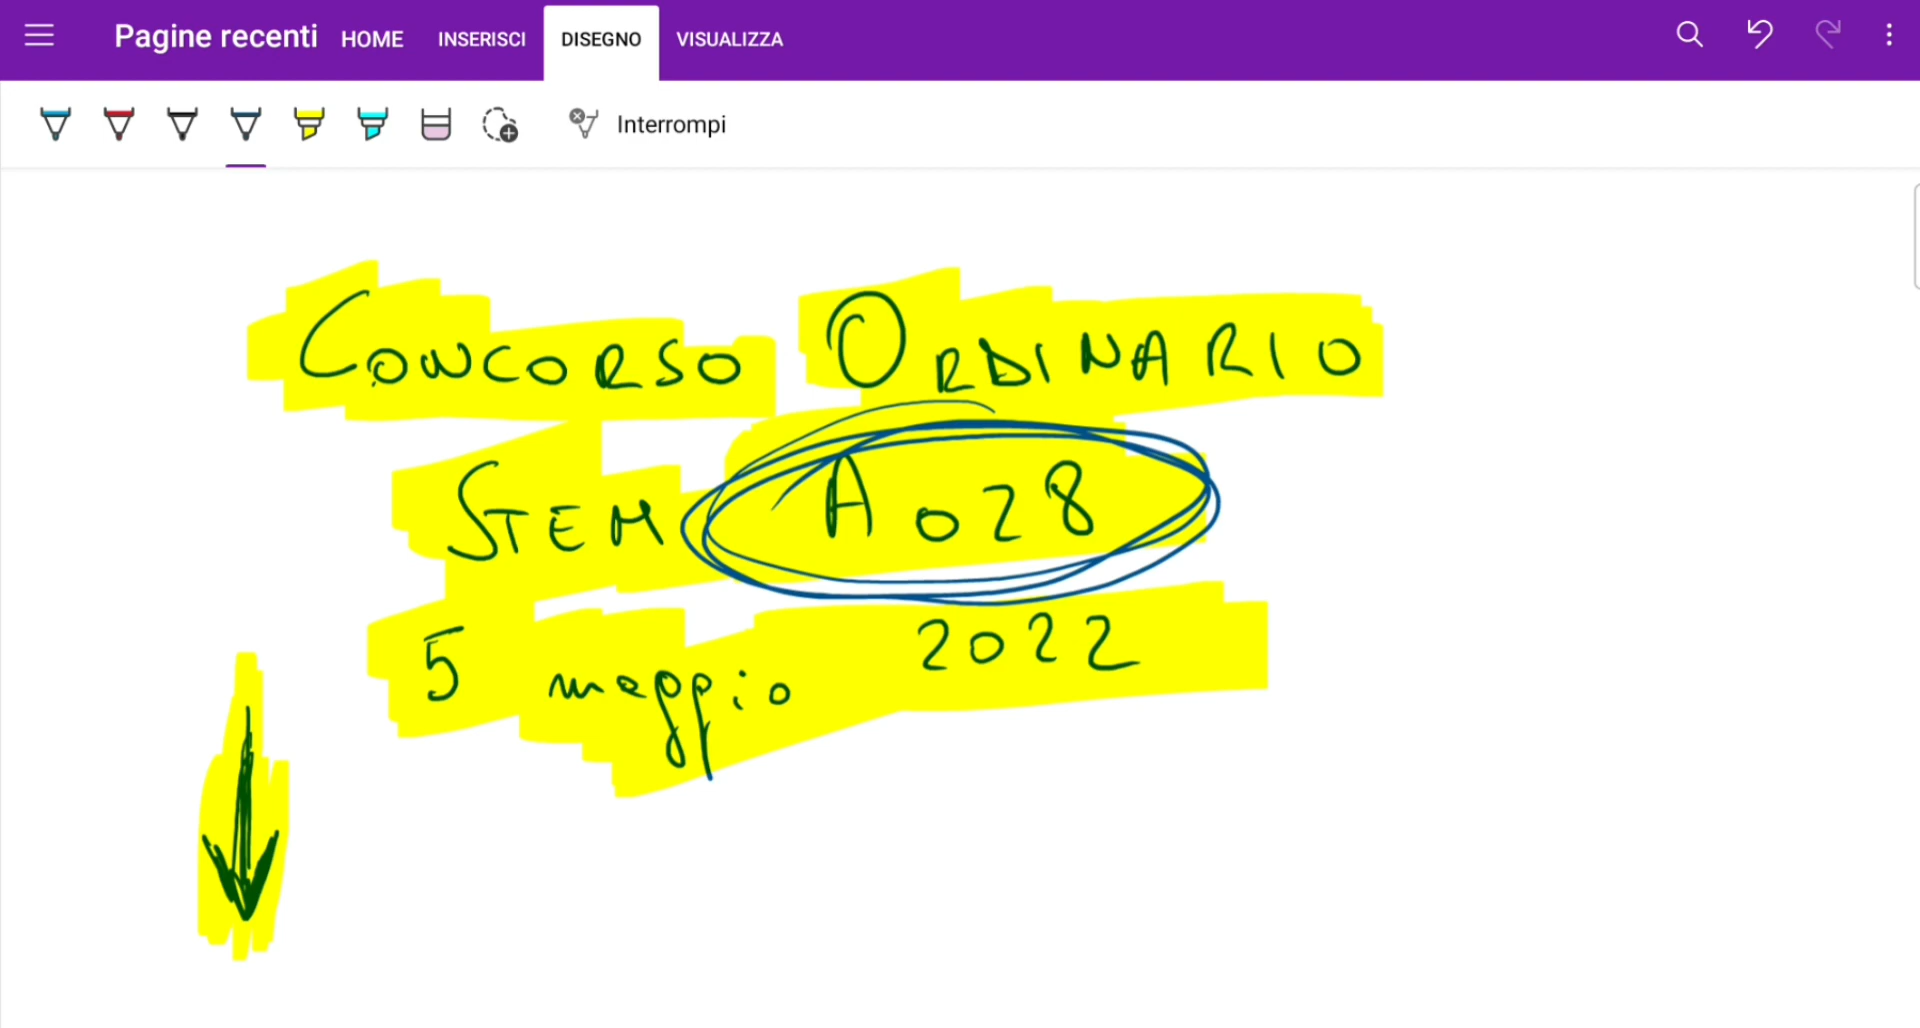 Pagine recenti HOME INSERISCI DISEGNO VISUALIZZA
Interrompi
CONCORSO ORDINARIO
STEM A028
5 maggio 2022